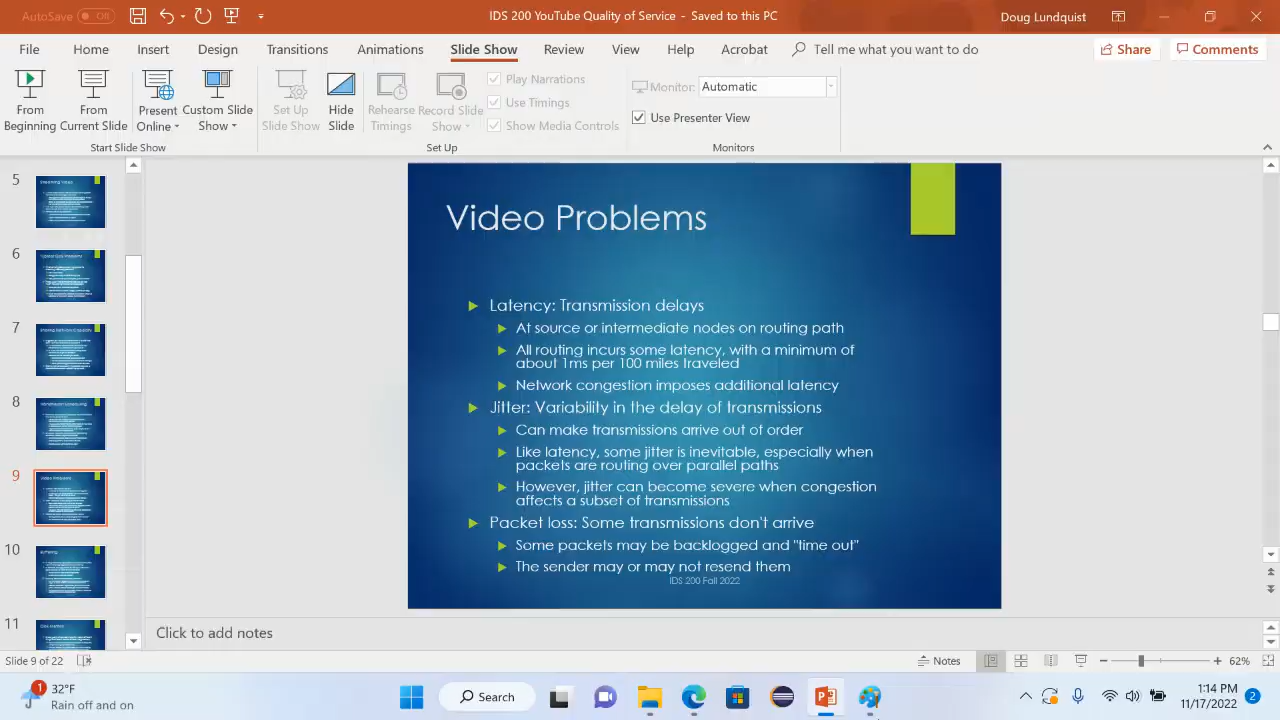 AutoSave Off
IDS 200 YouTube Quality of Service - Saved to this PC
Doug Lundquist
File Home Insert Design Transitions Animations Slide Show Review View Help Acrobat Tell me what you want to do Share Comments
From Beginning
From Current Slide
Present Online
Custom Slide Show
Start Slide Show
Set Up Slide Show
Hide Slide
Rehearse Timings
Record Slide Show
Play Narrations
Use Timings
Show Media Controls
Set Up
Monitor: Automatic
Use Presenter View
Monitors
5
6
7
8
9
10
11
Video Problems
Latency: Transmission delays
At source or intermediate nodes on routing path
All routing incurs some latency, with a minimum of
about 1ms per 100 miles traveled
Network congestion imposes additional latency
Jitter: Variability in the delay of transmissions
Can make transmissions arrive out of order
Like latency, some jitter is inevitable, especially when
packets are routing over parallel paths
However, jitter can become severe when congestion
affects a subset of transmissions
Packet loss: Some transmissions don't arrive
Some packets may be backlogged and "time out"
The sender may or may not resend them
IDS 200 Fall 2022
Click to add notes
Slide 9 of 22
Notes
62%
1
32°F
Rain off and on
Search
1:14 PM
11/17/2022
2